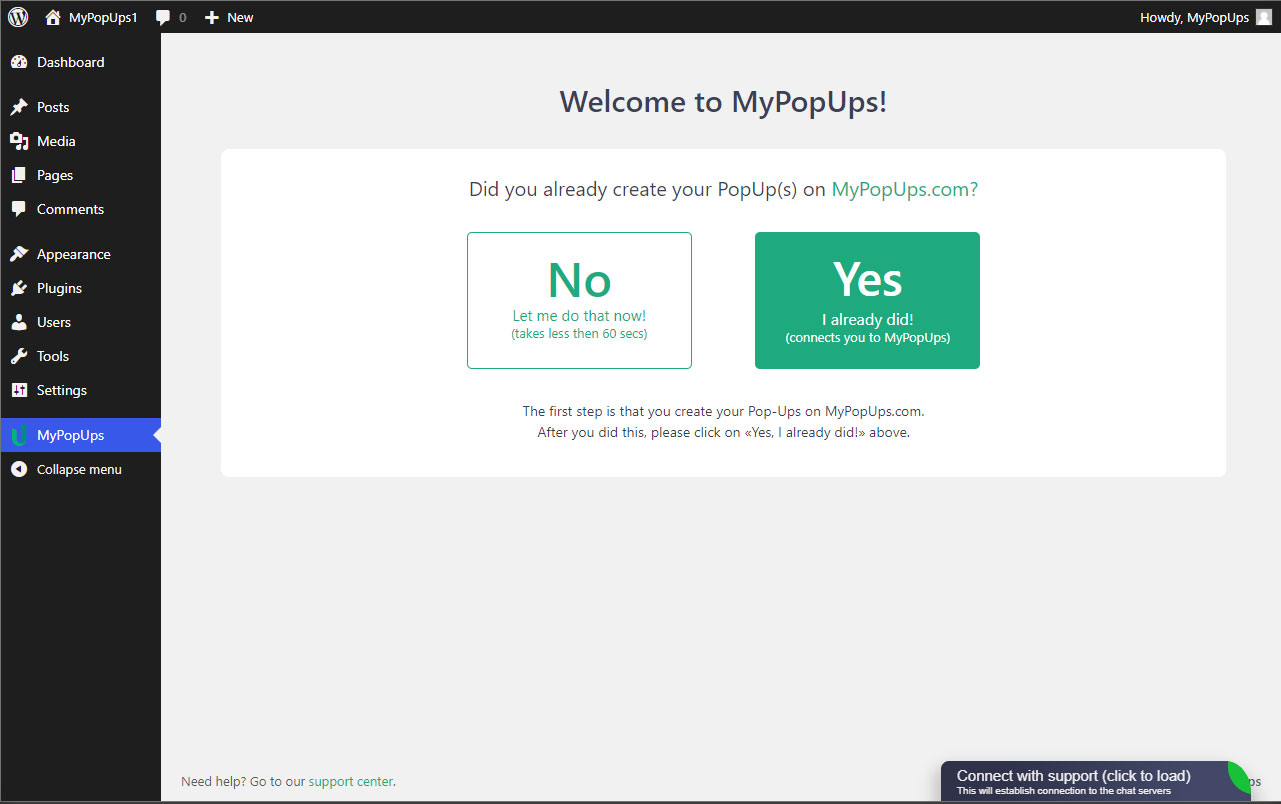 MyPopUps1 0 New Howdy, MyPopUps
Dashboard
Posts
Media
Pages
Comments
Appearance
Plugins
Users
Tools
Settings
MyPopUps
Collapse menu
Welcome to MyPopUps!
Did you already create your PopUp(s) on MyPopUps.com?
No
Let me do that now!
(takes less then 60 secs)
Yes
I already did!
(connects you to MyPopUps)
The first step is that you create your Pop-Ups on MyPopUps.com.
After you did this, please click on «Yes, I already did!» above.
Need help? Go to our support center.
Connect with support (click to load)
This will establish connection to the chat servers